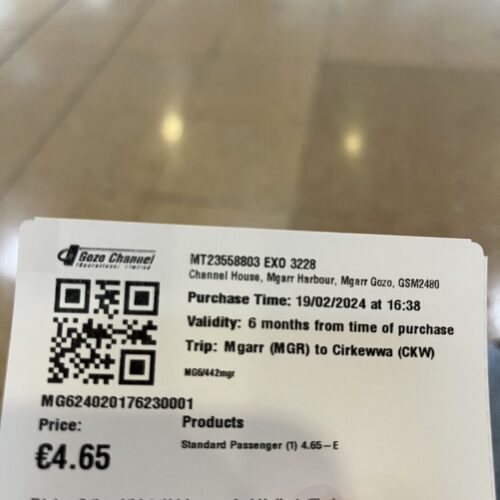 Gozo Channel
(Operations) Limited
MT23558803 EXO 3228
Channel House, Mgarr Harbour, Mgarr Gozo, GSM2480
Purchase Time: 19/02/2024 at 16:38
Validity: 6 months from time of purchase
Trip: Mgarr (MGR) to Cirkewwa (CKW)
MG6/442mgr
MG624020176230001
Price:
Products
€4.65
Standard Passenger (1) 4.65-E